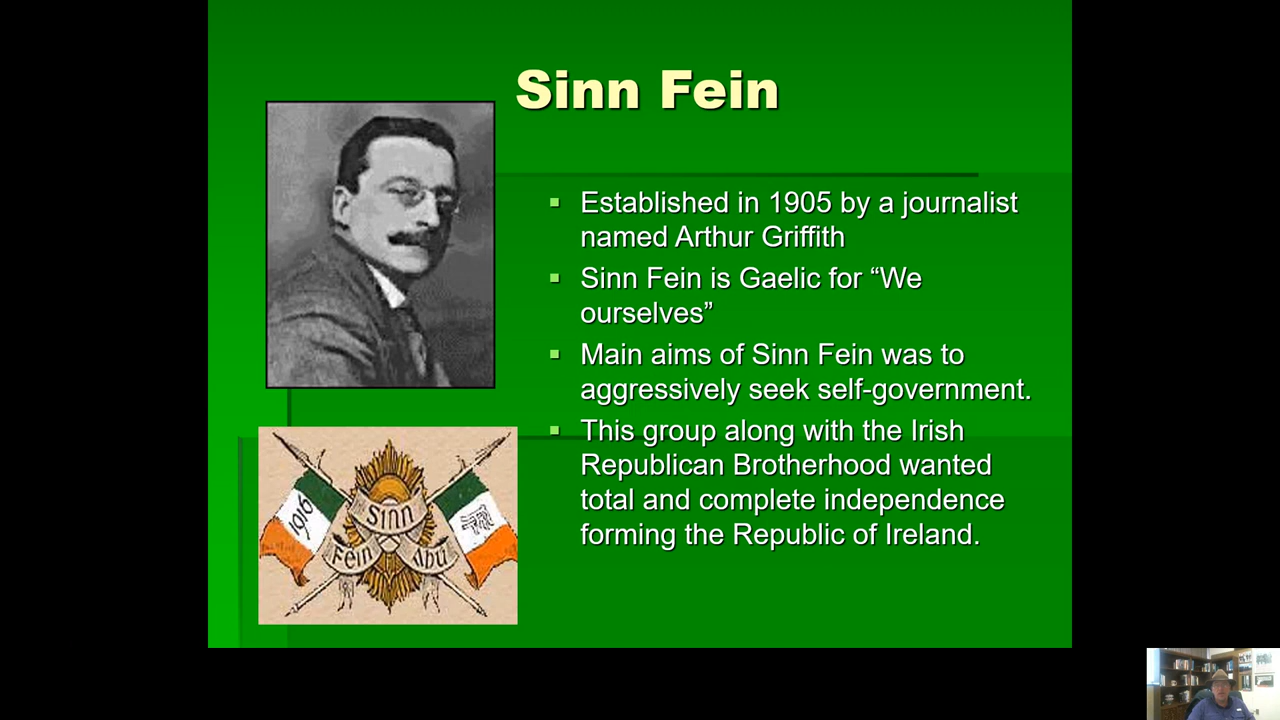 Sinn Fein
Established in 1905 by a journalist
named Arthur Griffith
Sinn Fein is Gaelic for “We
ourselves”
Main aims of Sinn Fein was to
aggressively seek self-government.
This group along with the Irish
Republican Brotherhood wanted
total and complete independence
forming the Republic of Ireland.
1916
Sinn
Féin Abú